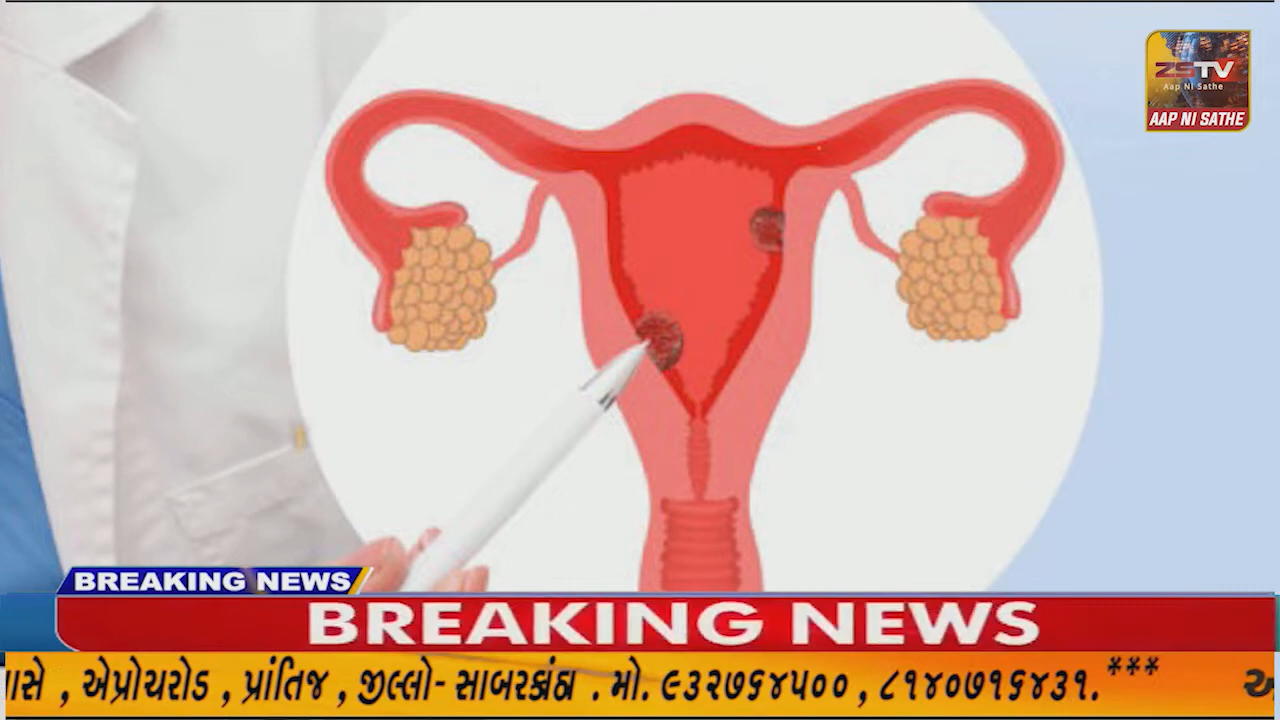 ZSTV
Aap Ni Sathe
AAP NI SATHE
BREAKING NEWS
BREAKING NEWS
પાસે , એપ્રોચરોડ , પ્રાંતિજ , જીલ્લો- સાબરકાંઠા . મો. ૯૩૨૭૬૪૫૦૦ , ૮૧૪૦૭૧૬૪૩૧.***